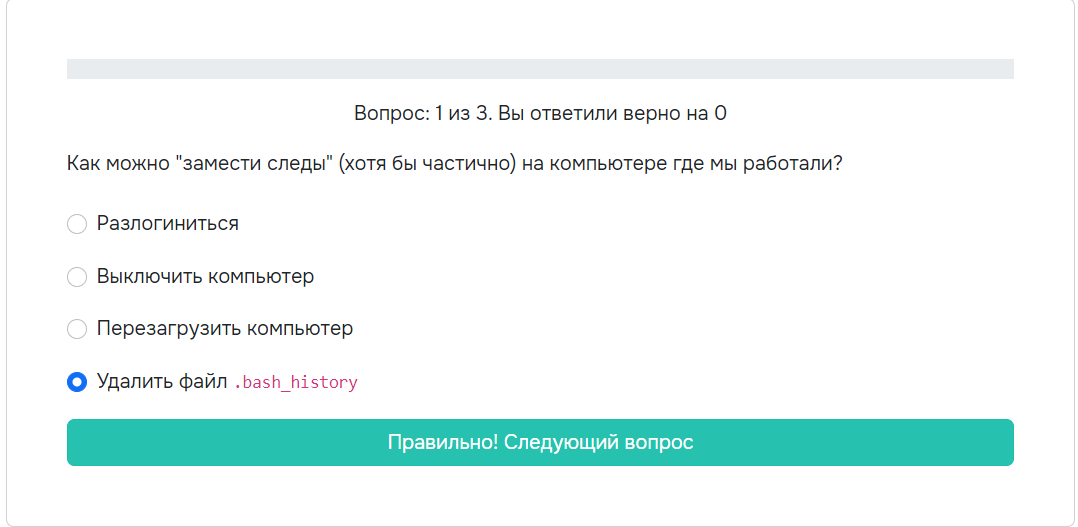 Вопрос: 1 из 3. Вы ответили верно на 0
Как можно "замести следы" (хотя бы частично) на компьютере где мы работали?
Разлогиниться
Выключить компьютер
Перезагрузить компьютер
Удалить файл .bash_history
Правильно! Следующий вопрос